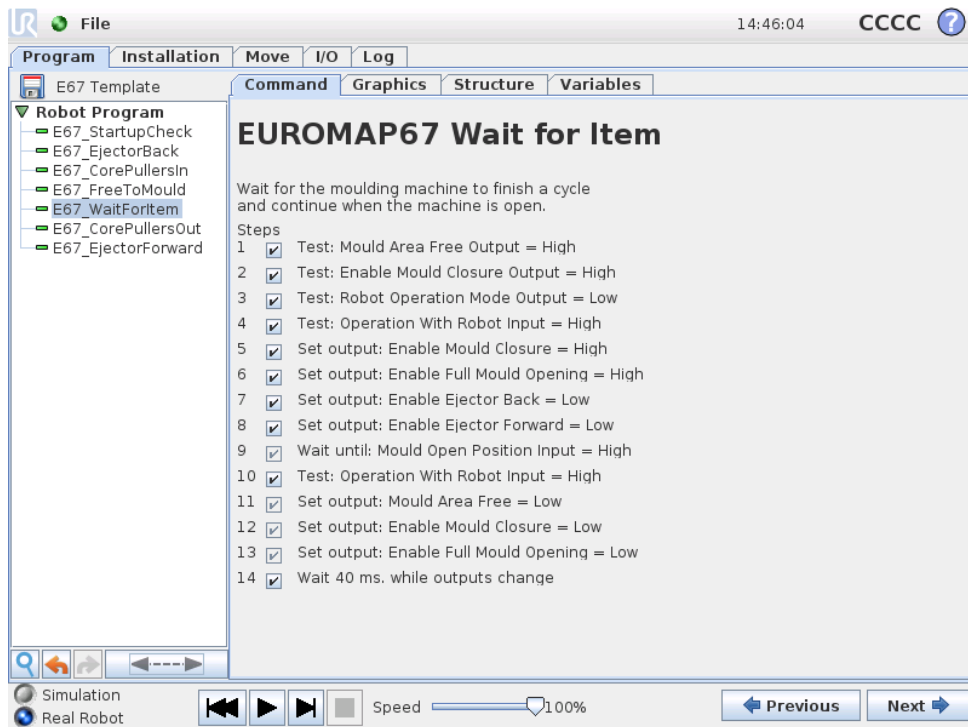 UR File 14:46:04 CCCC ?
Program Installation Move I/O Log
E67 Template
Command Graphics Structure Variables
Robot Program
E67_StartupCheck
E67_EjectorBack
E67_CorePullersIn
E67_FreeToMould
E67_WaitForItem
E67_CorePullersOut
E67_EjectorForward
EUROMAP67 Wait for Item
Wait for the moulding machine to finish a cycle
and continue when the machine is open.
Steps
1 Test: Mould Area Free Output = High
2 Test: Enable Mould Closure Output = High
3 Test: Robot Operation Mode Output = Low
4 Test: Operation With Robot Input = High
5 Set output: Enable Mould Closure = High
6 Set output: Enable Full Mould Opening = High
7 Set output: Enable Ejector Back = Low
8 Set output: Enable Ejector Forward = Low
9 Wait until: Mould Open Position Input = High
10 Test: Operation With Robot Input = High
11 Set output: Mould Area Free = Low
12 Set output: Enable Mould Closure = Low
13 Set output: Enable Full Mould Opening = Low
14 Wait 40 ms. while outputs change
Simulation
Real Robot
Speed 100%
Previous Next